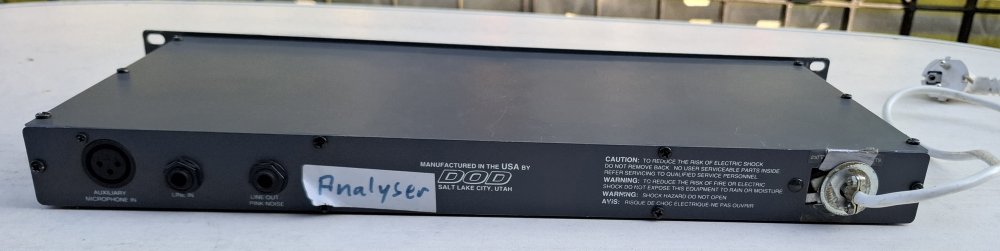 AUXILIARY
MICROPHONE IN
LINE IN
LINE OUT
PINK NOISE
Analyser
MANUFACTURED IN THE USA BY
DOD
SALT LAKE CITY, UTAH
CAUTION: TO REDUCE THE RISK OF ELECTRIC SHOCK
DO NOT REMOVE BACK. NO USER SERVICEABLE PARTS INSIDE
REFER SERVICING TO QUALIFIED SERVICE PERSONNEL
WARNING: TO REDUCE THE RISK OF FIRE OR ELECTRIC
SHOCK DO NOT EXPOSE THIS EQUIPMENT TO RAIN OR MOISTURE
WARNING: SHOCK HAZARD DO NOT OPEN
AVIS: RISQUE DE CHOC ELECTRIQUE-NE PAS OUVRIR